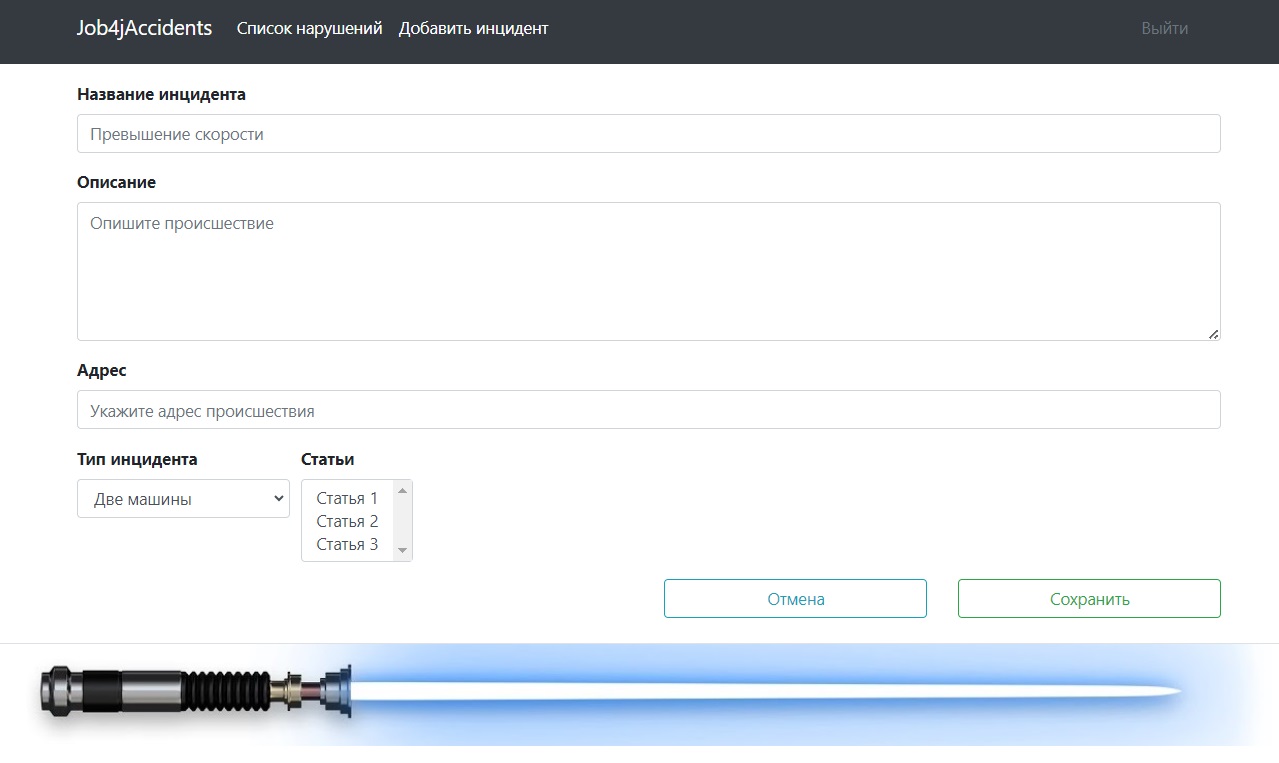 Job4jAccidents Список нарушений Добавить инцидент Выйти
Название инцидента
Превышение скорости
Описание
Опишите происшествие
Адрес
Укажите адрес происшествия
Тип инцидента Статьи
Две машины
Статья 1
Статья 2
Статья 3
Отмена Сохранить